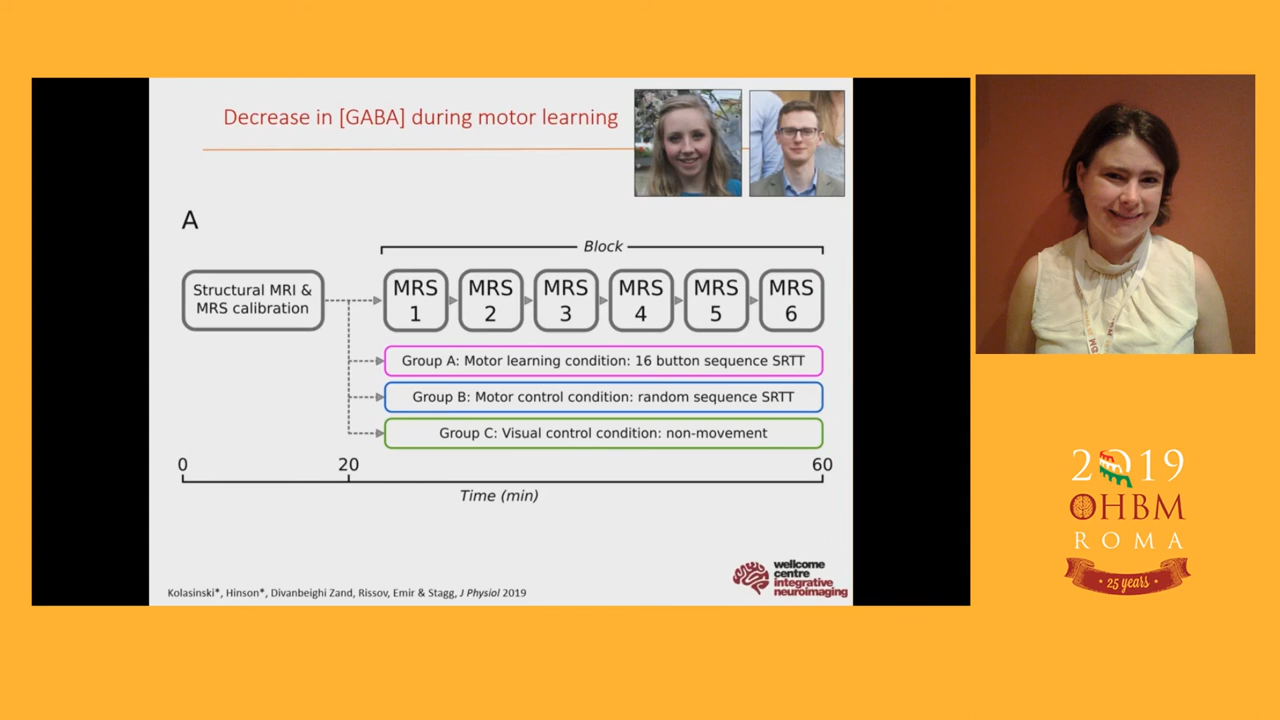 Decrease in [GABA] during motor learning
A
Block
Structural MRI &
MRS calibration
MRS
1
MRS
2
MRS
3
MRS
4
MRS
5
MRS
6
Group A: Motor learning condition: 16 button sequence SRTT
Group B: Motor control condition: random sequence SRTT
Group C: Visual control condition: non-movement
0
20
60
Time (min)
Kolasinski*, Hinson*, Divanbeighi Zand, Rissov, Emir & Stagg, J Physiol 2019
wellcome
centre
integrative
neuroimaging
2019
OHBM
ROMA
• 25 years •